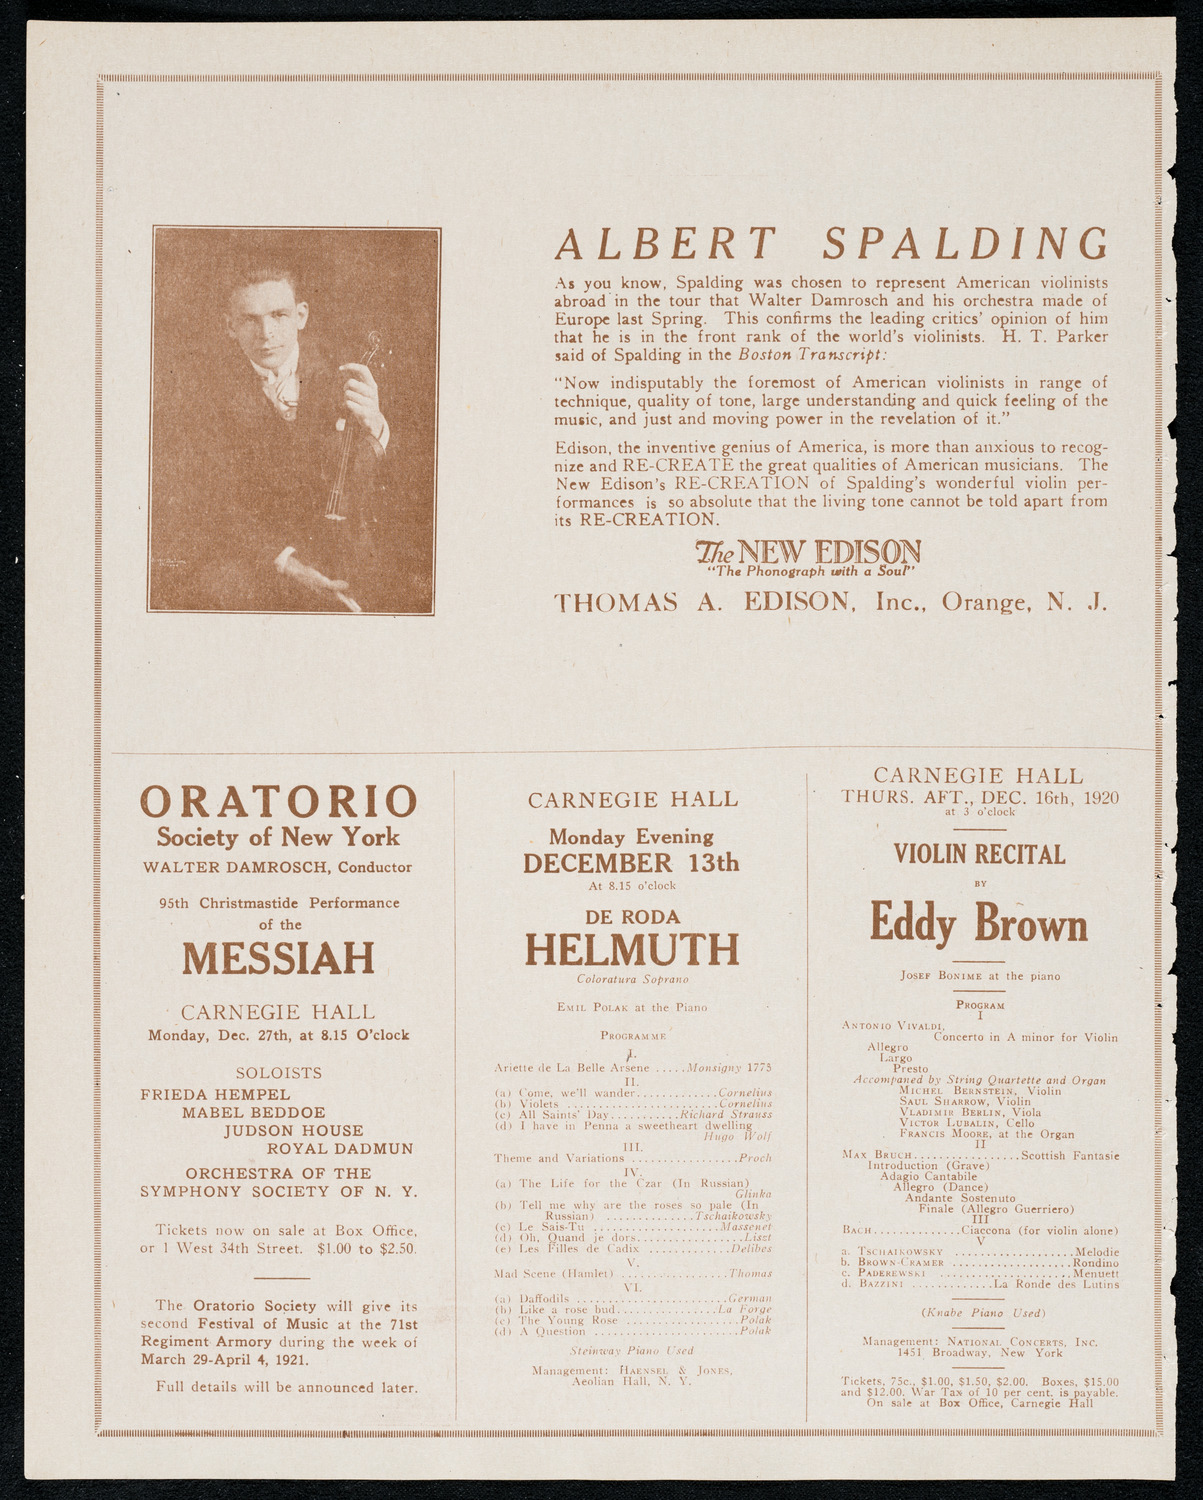 ALBERT SPALDING
As you know, Spalding was chosen to represent American violinists
abroad in the tour that Walter Damrosch and his orchestra made of
Europe last Spring. This confirms the leading critics' opinion of him
that he is in the front rank of the world's violinists. H. T. Parker
said of Spalding in the Boston Transcript:
"Now indisputably the foremost of American violinists in range of
technique, quality of tone, large understanding and quick feeling of the
music, and just and moving power in the revelation of it."
Edison, the inventive genius of America, is more than anxious to recog-
nize and RE-CREATE the great qualities of American musicians. The
New Edison's RE-CREATION of Spalding's wonderful violin per-
formances is so absolute that the living tone cannot be told apart from
its RE-CREATION.
The NEW EDISON
"The Phonograph with a Soul"
THOMAS A. EDISON, Inc., Orange, N. J.
ORATORIO
Society of New York
WALTER DAMROSCH, Conductor
95th Christmastide Performance
of the
MESSIAH
CARNEGIE HALL
Monday, Dec. 27th, at 8.15 O'clock
SOLOISTS
FRIEDA HEMPEL
MABEL BEDDOE
JUDSON HOUSE
ROYAL DADMUN
ORCHESTRA OF THE
SYMPHONY SOCIETY OF N. Y.
Tickets now on sale at Box Office,
or 1 West 34th Street. $1.00 to $2.50.
The Oratorio Society will give its
second Festival of Music at the 71st
Regiment Armory during the week of
March 29-April 4, 1921.
Full details will be announced later.
CARNEGIE HALL
Monday Evening
DECEMBER 13th
At 8.15 o'clock
DE RODA
HELMUTH
Coloratura Soprano
EMIL POLAK at the Piano
PROGRAMME
I.
Ariette de La Belle Arsene .....Monsigny 1773
II.
(a) Come, we'll wander............Cornelius
(b) Violets .......................Cornelius
(c) All Saints' Day..........Richard Strauss
(d) I have in Penna a sweetheart dwelling
Hugo Wolf
III.
Theme and Variations ................Proch
IV.
(a) The Life for the Czar (In Russian)
Glinka
(b) Tell me why are the roses so pale (In
Russian) .............Tschaikowsky
(c) Le Sais-Tu ...................Massenet
(d) Oh, Quand je dors.................Liszt
(e) Les Filles de Cadix ............Delibes
V.
Mad Scene (Hamlet) ................Thomas
VI.
(a) Daffodils .......................German
(b) Like a rose bud...............La Forge
(c) The Young Rose .................Polak
(d) A Question ......................Polak
Steinway Piano Used
Management: HAENSEL & JONES,
Aeolian Hall, N. Y.
CARNEGIE HALL
THURS. AFT., DEC. 16th, 1920
at 3 o'clock
VIOLIN RECITAL
BY
Eddy Brown
JOSEF BONIME at the piano
PROGRAM
I
ANTONIO VIVALDI,
Concerto in A minor for Violin
Allegro
Largo
Presto
Accompaned by String Quartette and Organ
MICHEL BERNSTEIN, Violin
SAUL SHARROW, Violin
VLADIMIR BERLIN, Viola
VICTOR LUBALIN, Cello
FRANCIS MOORE, at the Organ
II
MAX BRUCH................Scottish Fantasie
Introduction (Grave)
Adagio Cantabile
Allegro (Dance)
Andante Sostenuto
Finale (Allegro Guerriero)
III
BACH.............Ciaccona (for violin alone)
V
a. TSCHAIKOWSKY ..................Melodie
b. BROWN-CRAMER ..................Rondino
c. PADEREWSKI ....................Menuett
d. BAZZINI ............La Ronde des Lutins
(Knabe Piano Used)
Management: NATIONAL CONCERTS, INC.
1451 Broadway, New York
Tickets, 75c., $1.00, $1.50, $2.00. Boxes, $15.00
and $12.00. War Tax of 10 per cent. is payable.
On sale at Box Office, Carnegie Hall